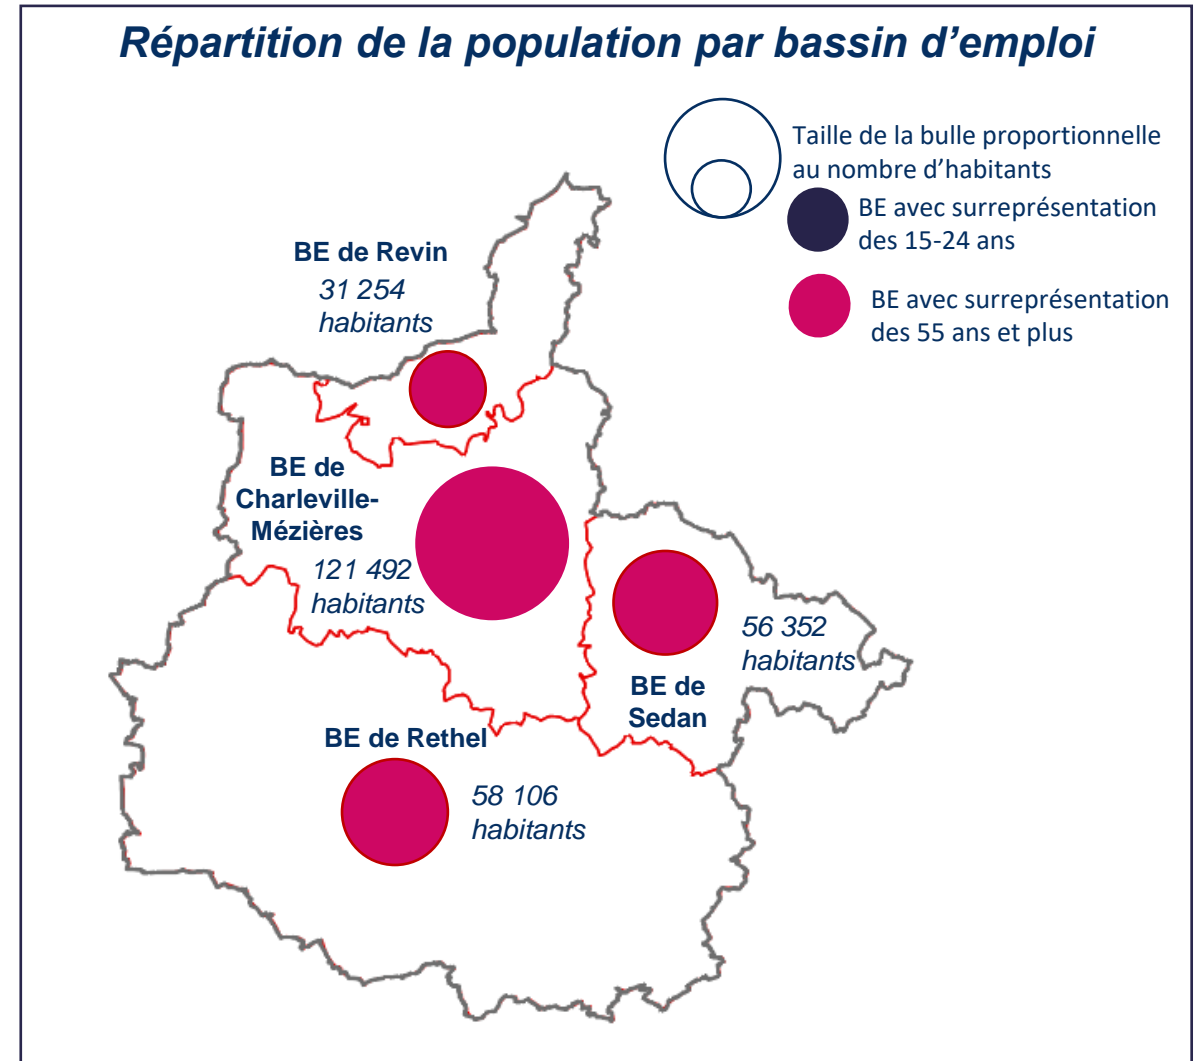 Répartition de la population par bassin d’emploi
Taille de la bulle proportionnelle
au nombre d’habitants
BE avec surreprésentation
des 15-24 ans
BE avec surreprésentation
des 55 ans et plus
BE de Revin
31 254
habitants
BE de
Charleville-
Mézières
121 492
habitants
56 352
habitants
BE de
Sedan
BE de Rethel
58 106
habitants